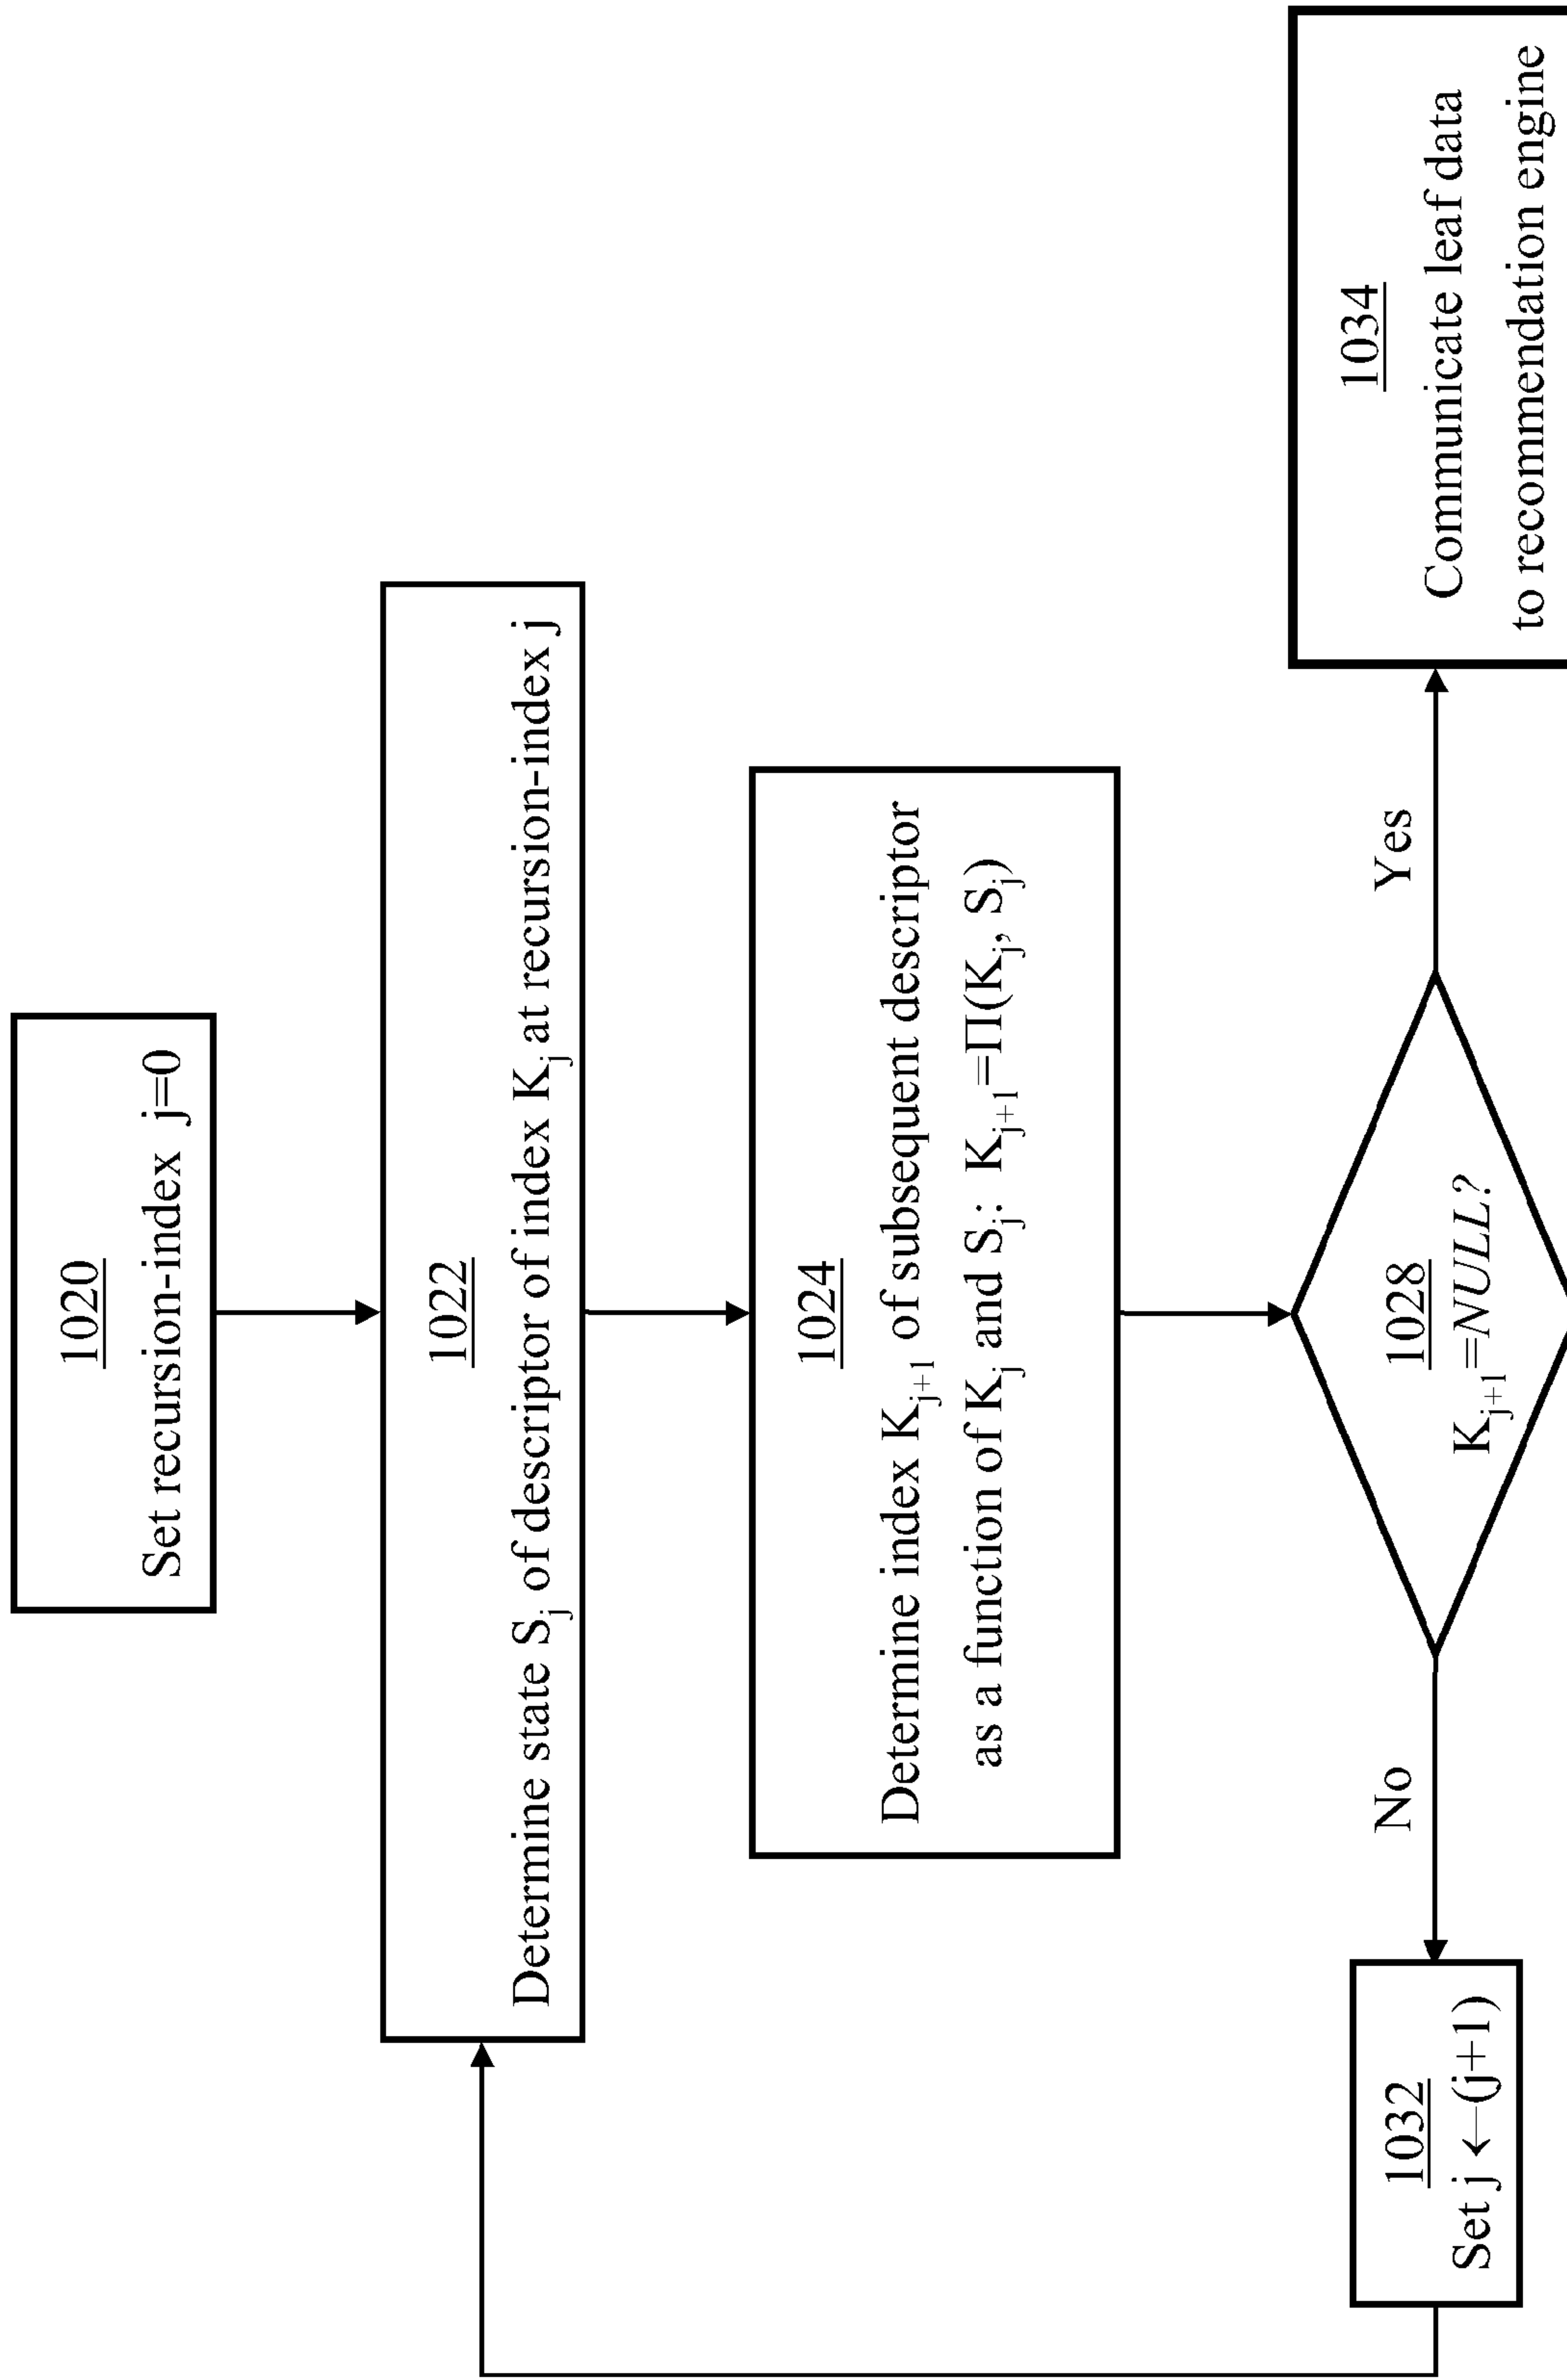 1020
Set recursion-index j=0
1022
Determine state S_j of descriptor of index K_j at recursion-index j
1024
Determine index K_{j+1} of subsequent descriptor
as a function of K_j and S_j: K_{j+1}=Π(K_j, S_j)
1028
K_{j+1}=NULL?
No
Yes
1032
Set j ←(j+1)
1034
Communicate leaf data
to recommendation engine